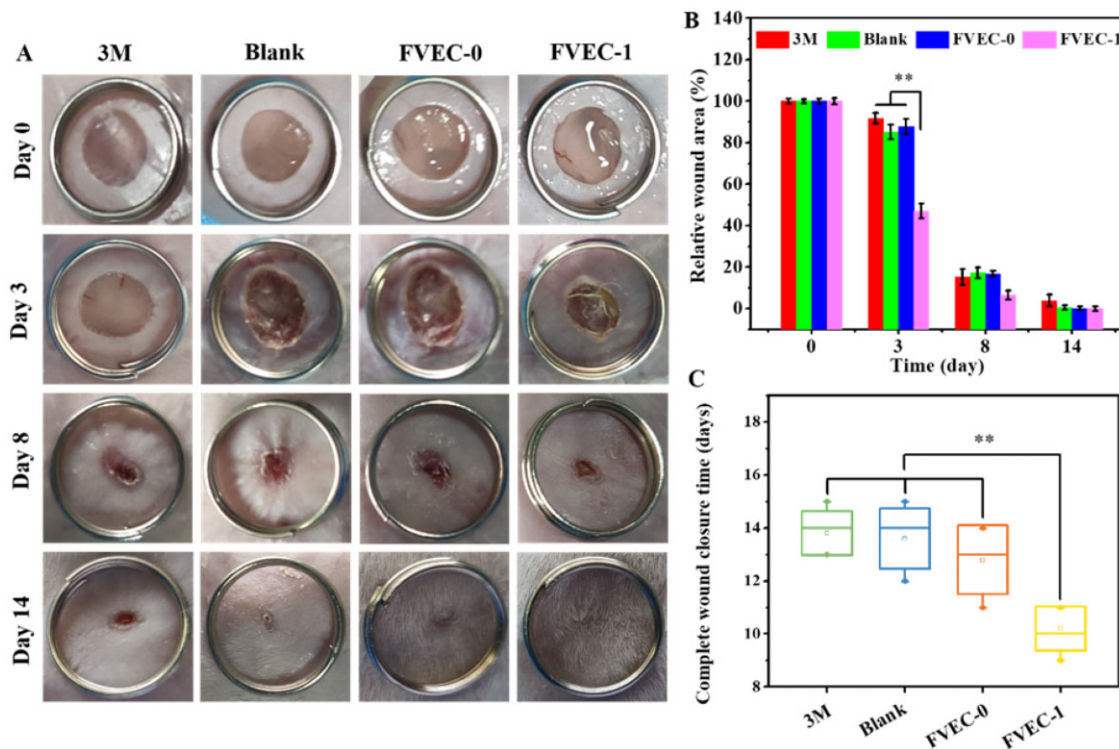 A
3M Blank FVEC-0 FVEC-1
Day 0
Day 3
Day 8
Day 14
B
3M Blank FVEC-0 FVEC-1
Relative wound area (%)
140
120
100
80
60
40
20
0
**
0 3 8 14
Time (day)
C
Complete wound closure time (days)
18
16
14
12
10
8
**
3M Blank FVEC-0 FVEC-1